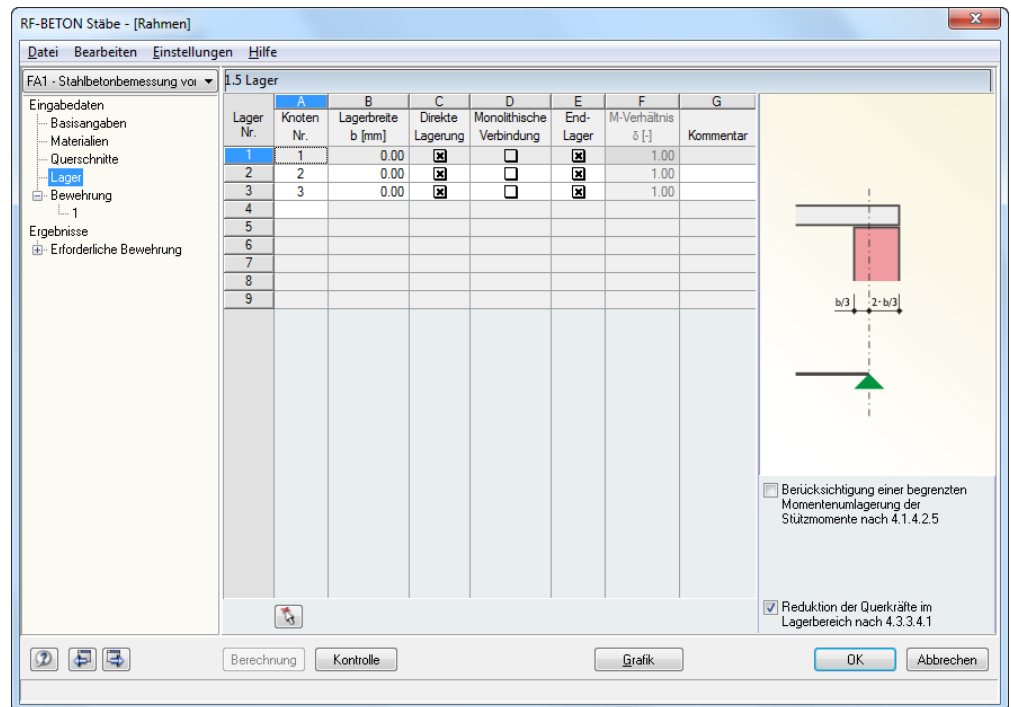 RF-BETON Stäbe - [Rahmen]
Datei Bearbeiten Einstellungen Hilfe
FA1 - Stahlbetonbemessung vor
1.5 Lager
Eingabedaten
Basisangaben
Materialien
Querschnitte
Lager
Bewehrung
1
Ergebnisse
Erforderliche Bewehrung
A B C D E F G
Lager Knoten Lagerbreite Direkte Monolithische End- M-Verhältnis
Nr. Nr. b [mm] Lagerung Verbindung Lager δ [-] Kommentar
1 1 0.00 1.00
2 2 0.00 1.00
3 3 0.00 1.00
4
5
6
7
8
9
b/3 2·b/3
Berücksichtigung einer begrenzten
Momentenumlagerung der
Stützmomente nach 4.1.4.2.5
Reduktion der Querkräfte im
Lagerbereich nach 4.3.3.4.1
Berechnung Kontrolle Grafik OK Abbrechen